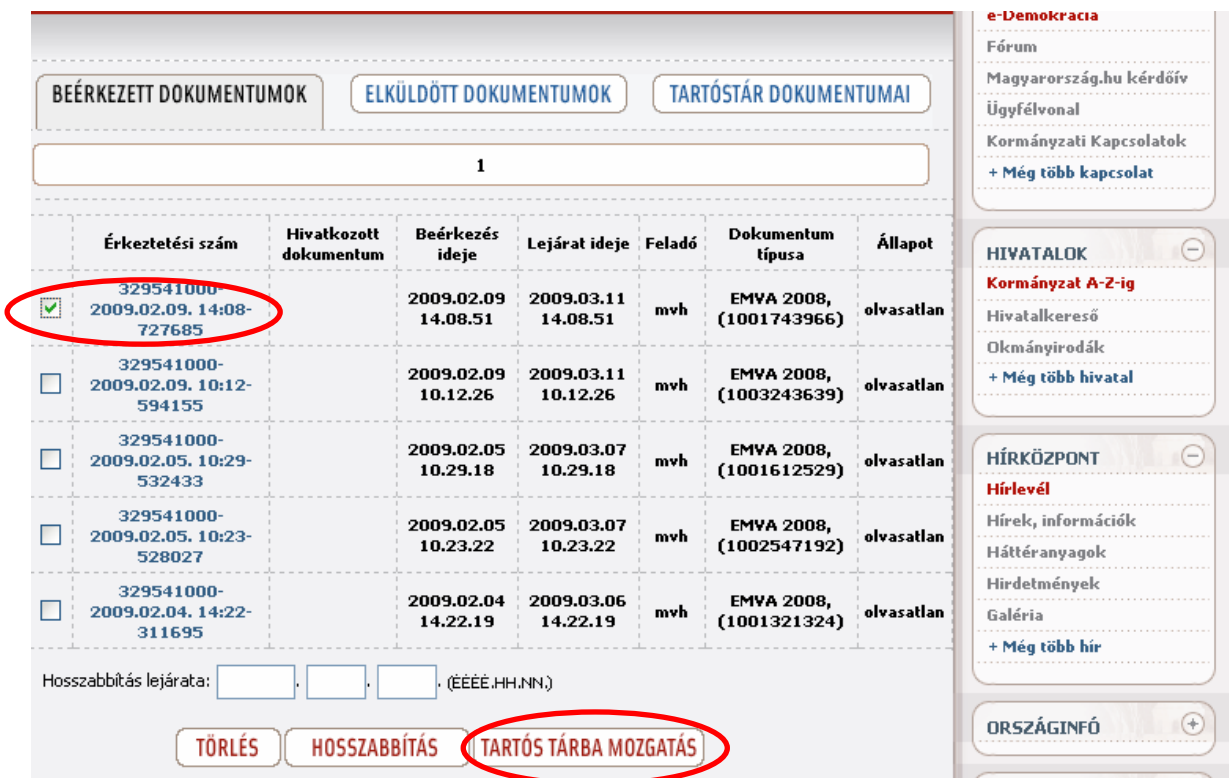 BEÉRKEZETT DOKUMENTUMOK
ELKÜLDÖTT DOKUMENTUMOK
TARTÓSTÁR DOKUMENTUMAI
1
Érkeztetési szám
Hivatkozott
dokumentum
Beérkezés
ideje
Lejárat ideje
Feladó
Dokumentum
típusa
Állapot
329541000-
2009.02.09. 14:08-
727685
2009.02.09
14.08.51
2009.03.11
14.08.51
mvh
EMVA 2008,
(1001743966)
olvasatlan
329541000-
2009.02.09. 10:12-
594155
2009.02.09
10.12.26
2009.03.11
10.12.26
mvh
EMVA 2008,
(1003243639)
olvasatlan
329541000-
2009.02.05. 10:29-
532433
2009.02.05
10.29.18
2009.03.07
10.29.18
mvh
EMVA 2008,
(1001612529)
olvasatlan
329541000-
2009.02.05. 10:23-
528027
2009.02.05
10.23.22
2009.03.07
10.23.22
mvh
EMVA 2008,
(1002547192)
olvasatlan
329541000-
2009.02.04. 14:22-
311695
2009.02.04
14.22.19
2009.03.06
14.22.19
mvh
EMVA 2008,
(1001321324)
olvasatlan
Hosszabbítás lejárata: . . . (ÉÉÉÉ.HH.NN.)
TÖRLÉS
HOSSZABBÍTÁS
TARTÓS TÁRBA MOZGATÁS
e-Demokrácia
Fórum
Magyarország.hu kérdőív
Ügyfélvonal
Kormányzati Kapcsolatok
+ Még több kapcsolat
HIVATALOK
Kormányzat A-Z-ig
Hivatalkereső
Okmányirodák
+ Még több hivatal
HÍRKÖZPONT
Hírlevél
Hírek, információk
Háttéranyagok
Hirdetmények
Galéria
+ Még több hír
ORSZÁGINFÓ